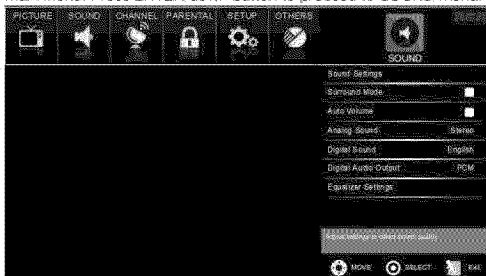 PICTURE SOUND CHANNEL PARENTAL SETUP OTHERS
SOUND
Sound Settings
Surround Mode
Auto Volume
Analog Sound Stereo
Digital Sound English
Digital Audio Output PCM
Equalizer Settings
MOVE SELECT Exit